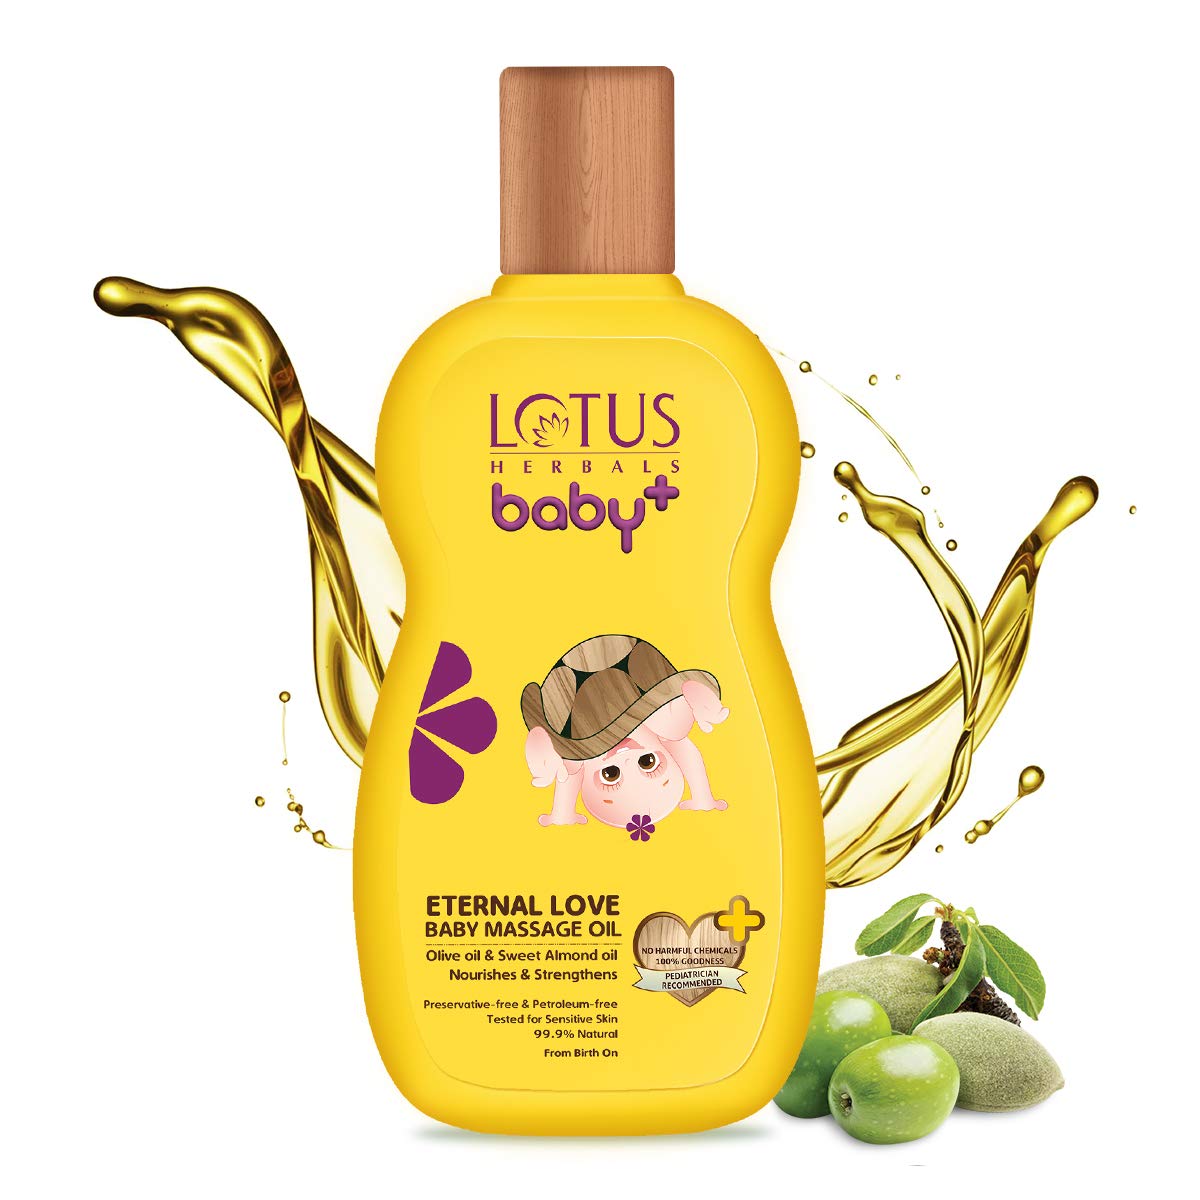 LOTUS
HERBALS
baby+
ETERNAL LOVE
BABY MASSAGE OIL
Olive oil & Sweet Almond oil
Nourishes & Strengthens
Preservative-free & Petroleum-free
Tested for Sensitive Skin
99.9% Natural
From Birth On
NO HARMFUL CHEMICALS
100% GOODNESS
PEDIATRICIAN
RECOMMENDED